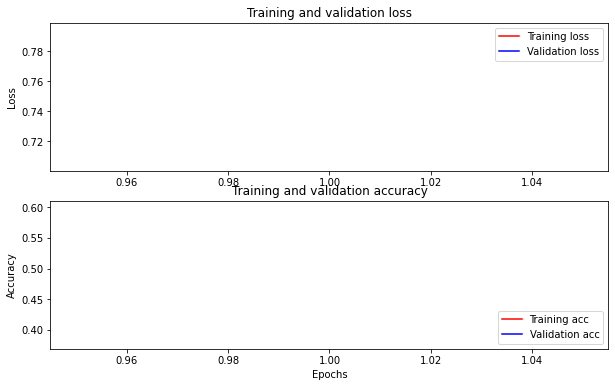 Training and validation loss
Training loss
Validation loss
0.78
0.76
0.74
0.72
Loss
0.96 0.98 1.00 1.02 1.04
Training and validation accuracy
0.60
0.55
0.50
0.45
0.40
Accuracy
Training acc
Validation acc
0.96 0.98 1.00 1.02 1.04
Epochs